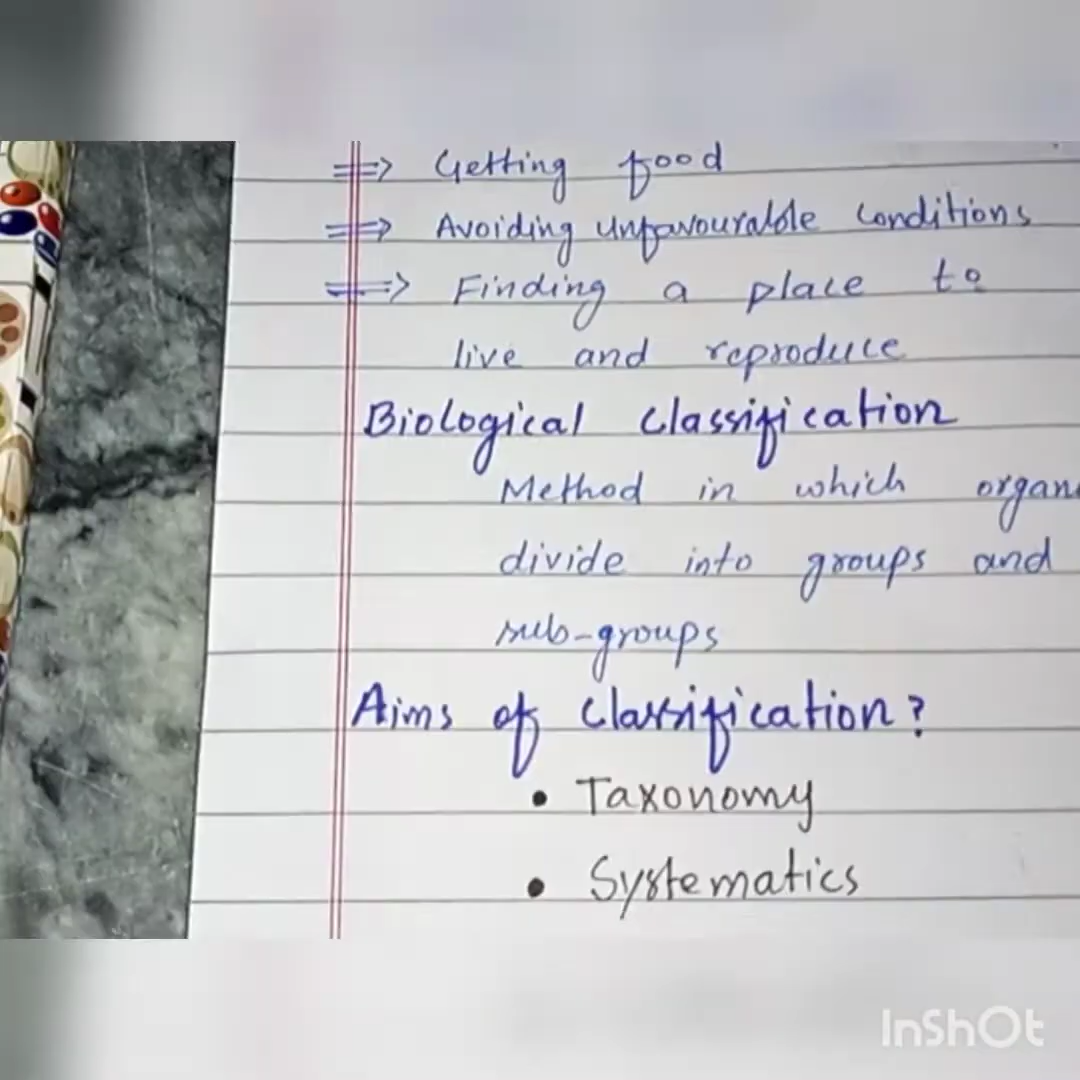 => Getting food
=> Avoiding unfavourable conditions
=> Finding a place to
live and reproduce
Biological Classification
Method in which organ
divide into groups and
sub-groups
Aims of Classification?
• Taxonomy
• Systematics
InShOt